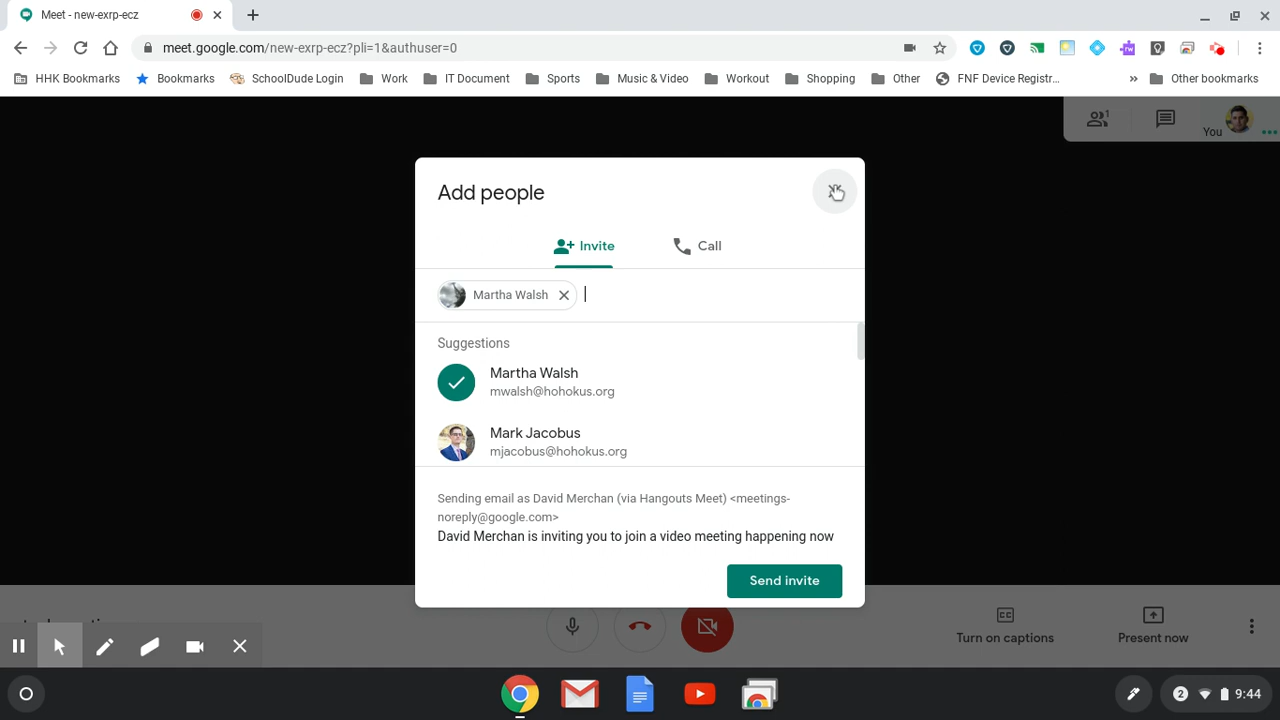 Meet - new-exrp-ecz
meet.google.com/new-exrp-ecz?pli=1&authuser=0
HHK Bookmarks Bookmarks SchoolDude Login Work IT Document Sports Music & Video Workout Shopping Other FNF Device Registr... » Other bookmarks
1
You
Add people
Invite Call
Martha Walsh
Suggestions
Martha Walsh
mwalsh@hohokus.org
Mark Jacobus
mjacobus@hohokus.org
Sending email as David Merchan (via Hangouts Meet) <meetings-
noreply@google.com>
David Merchan is inviting you to join a video meeting happening now
Send invite
CC
Turn on captions Present now
2 9:44